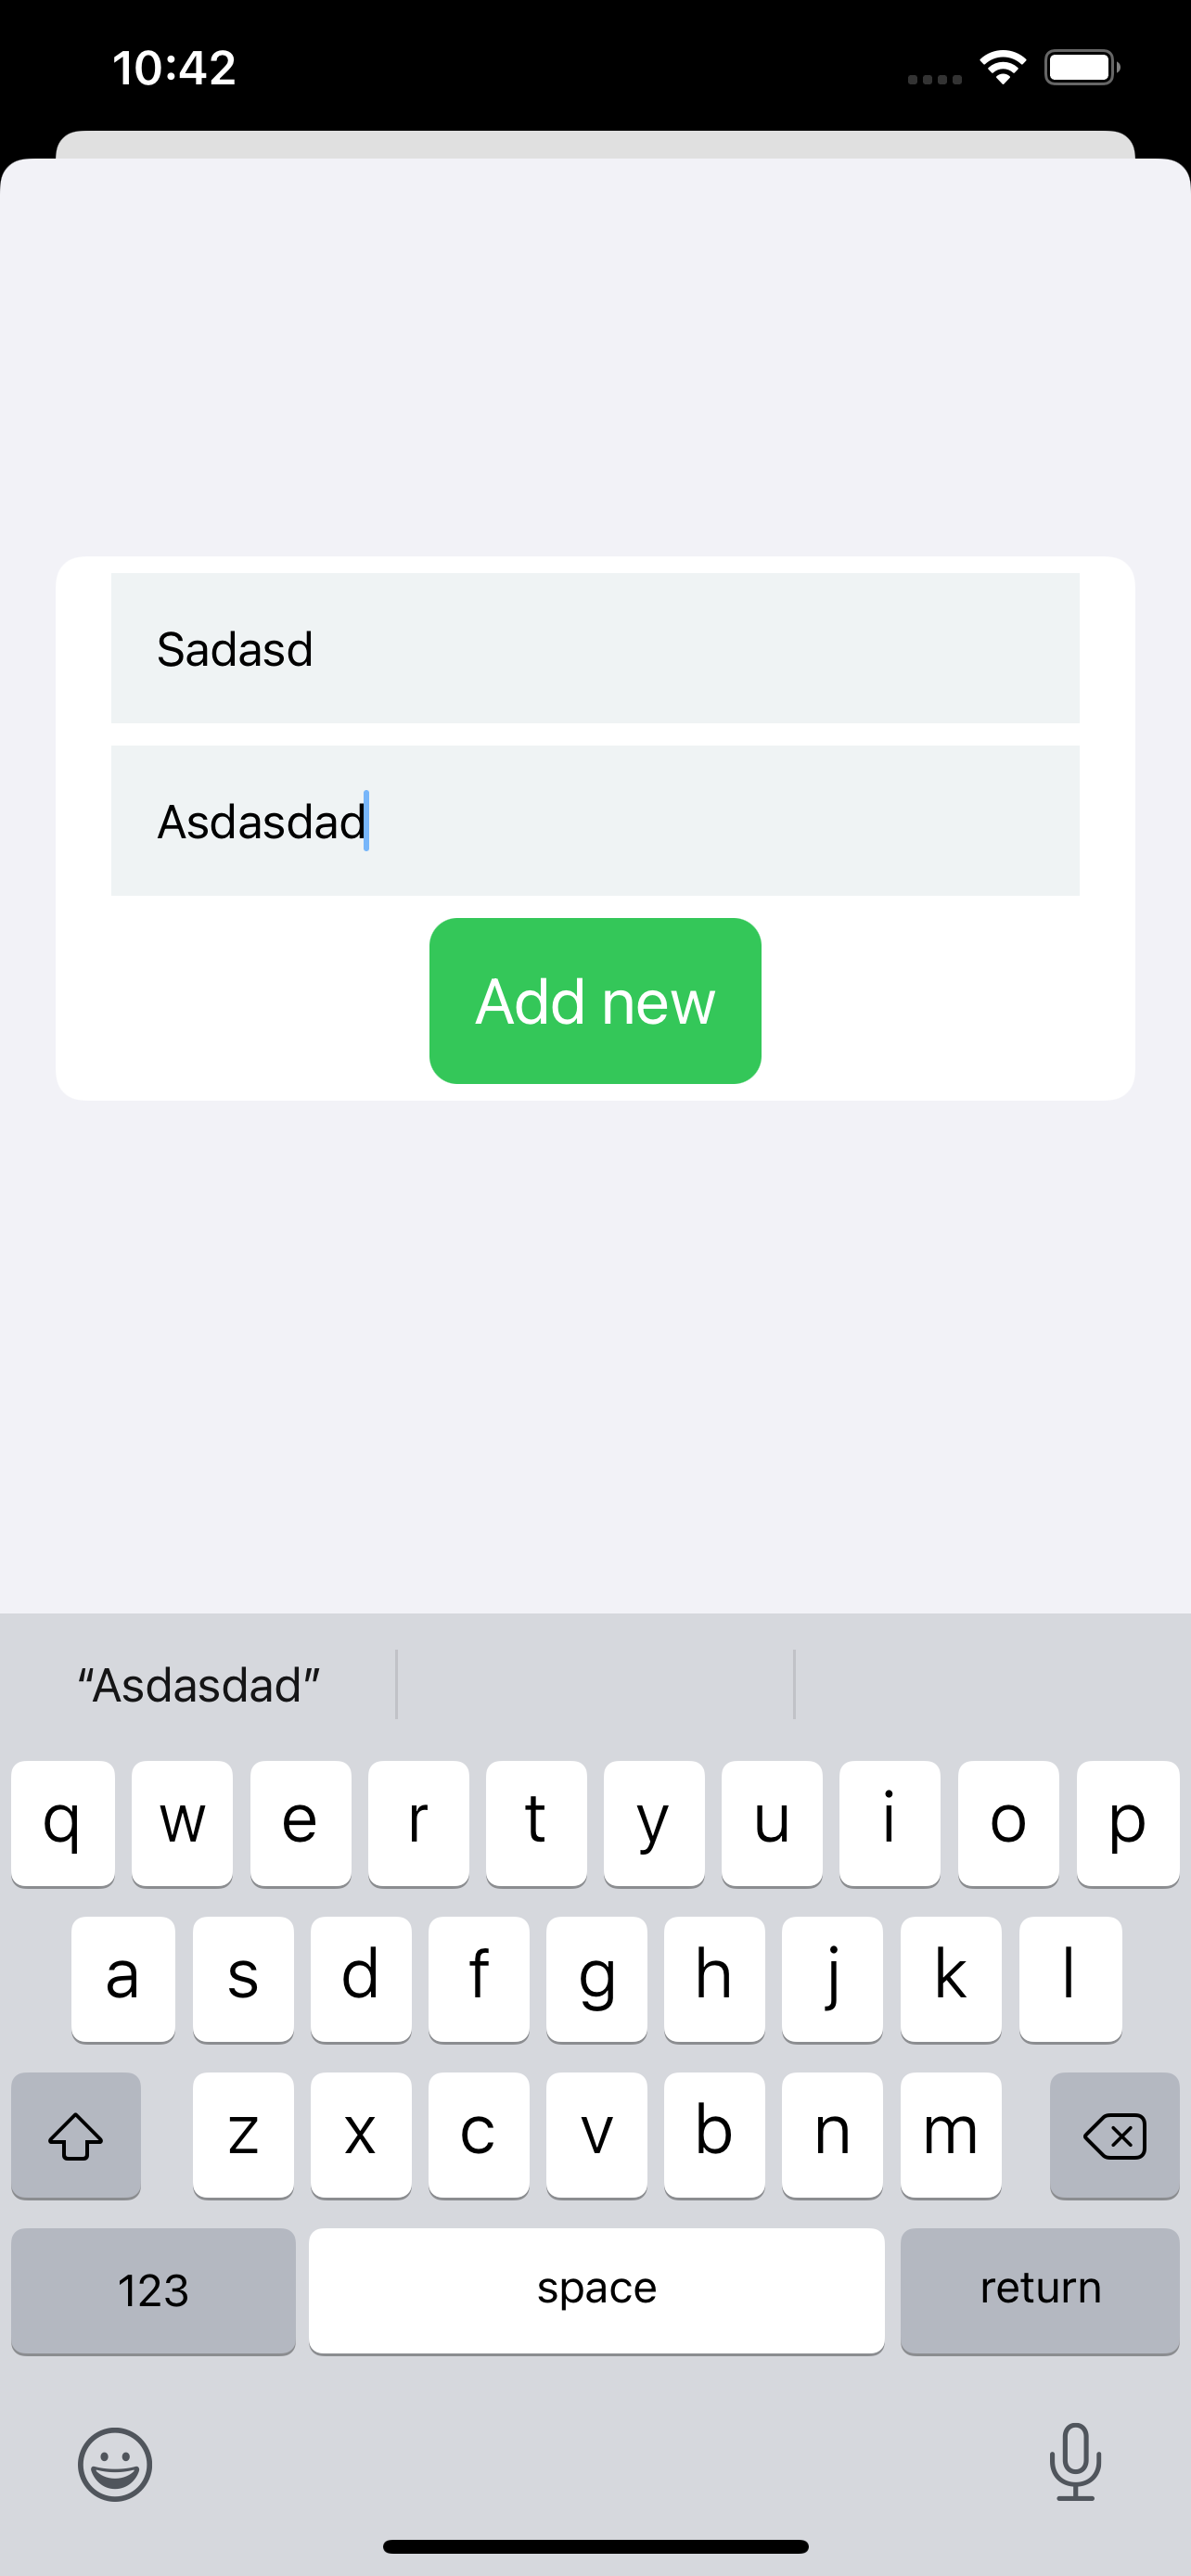 10:42
Sadasd
Asdasdad
Add new
“Asdasdad”
q w e r t y u i o p
a s d f g h j k l
z x c v b n m
123 space return